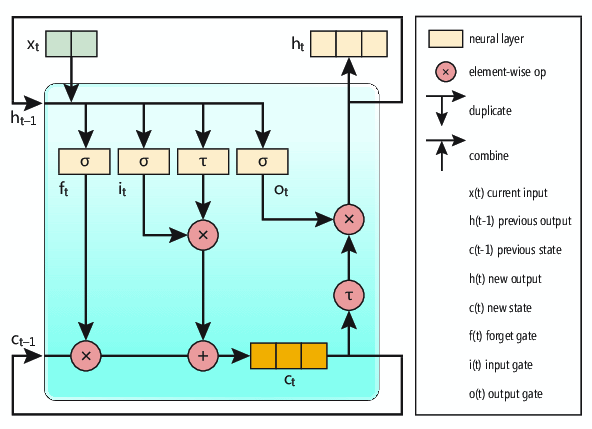 xt
ht
ht–1
σ
σ
τ
σ
ft
it
ot
×
×
τ
ct–1
×
+
ct
neural layer
× element-wise op
duplicate
combine
x(t) current input
h(t-1) previous output
c(t-1) previous state
h(t) new output
c(t) new state
f(t) forget gate
i(t) input gate
o(t) output gate